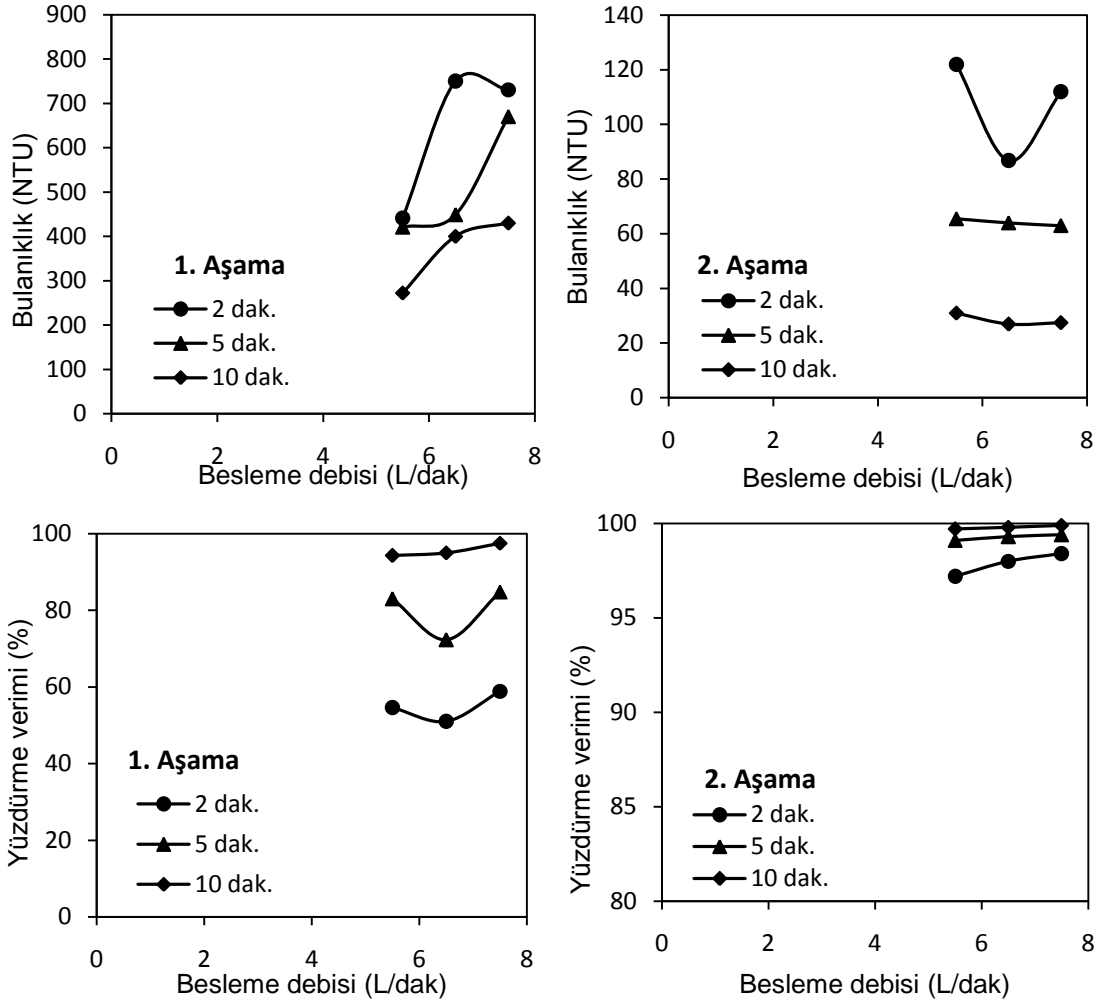 900
800
700
600
500
400
300
200
100
0
Bulanıklık (NTU)
1. Aşama
2 dak.
5 dak.
10 dak.
0 2 4 6 8
Besleme debisi (L/dak)
140
120
100
80
60
40
20
0
Bulanıklık (NTU)
2. Aşama
2 dak.
5 dak.
10 dak.
0 2 4 6 8
Besleme debisi (L/dak)
100
80
60
40
20
0
Yüzdürme verimi (%)
1. Aşama
2 dak.
5 dak.
10 dak.
0 2 4 6 8
Besleme debisi (L/dak)
100
95
90
85
80
Yüzdürme verimi (%)
2. Aşama
2 dak.
5 dak.
10 dak.
0 2 4 6 8
Besleme debisi (L/dak)